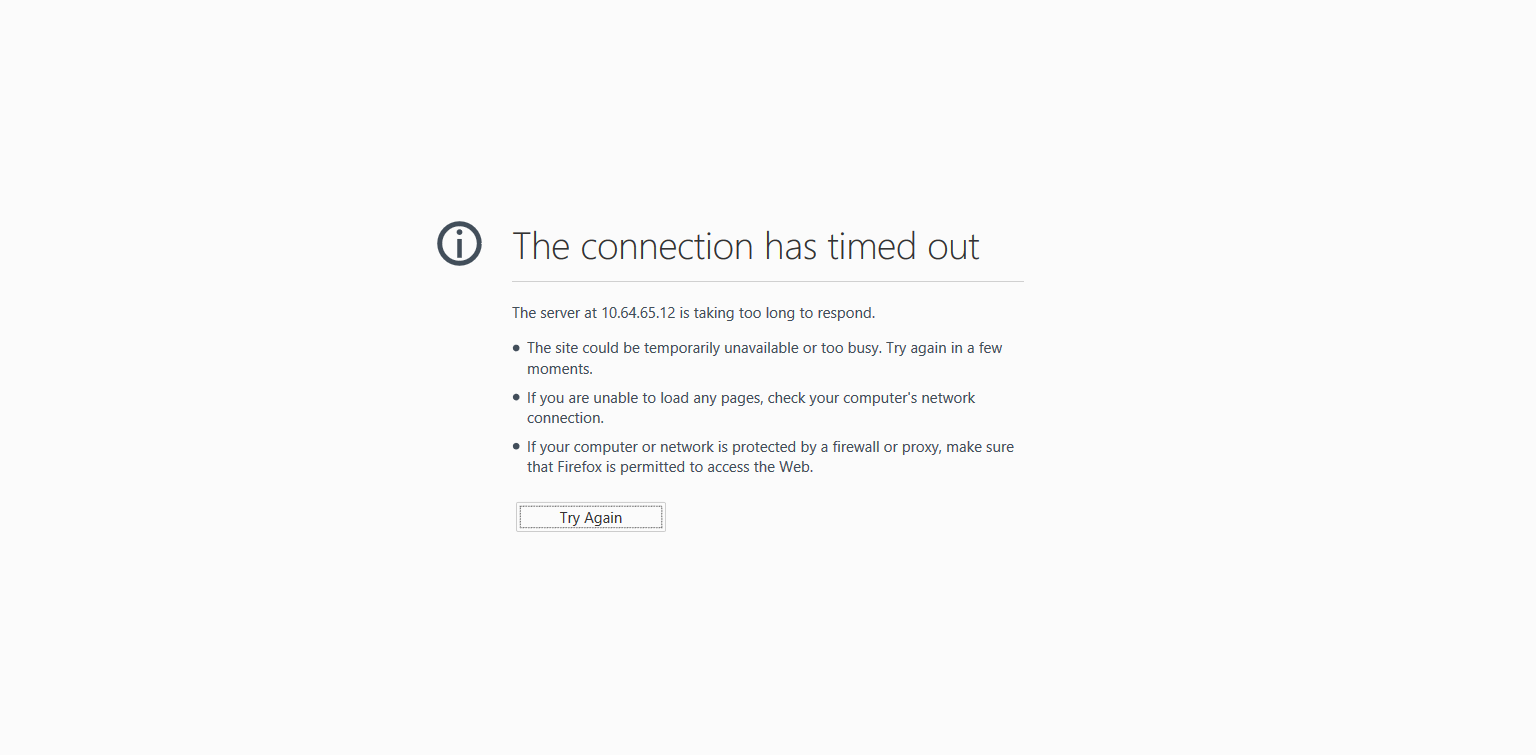 The connection has timed out
The server at 10.64.65.12 is taking too long to respond.
The site could be temporarily unavailable or too busy. Try again in a few
moments.
If you are unable to load any pages, check your computer's network
connection.
If your computer or network is protected by a firewall or proxy, make sure
that Firefox is permitted to access the Web.
Try Again